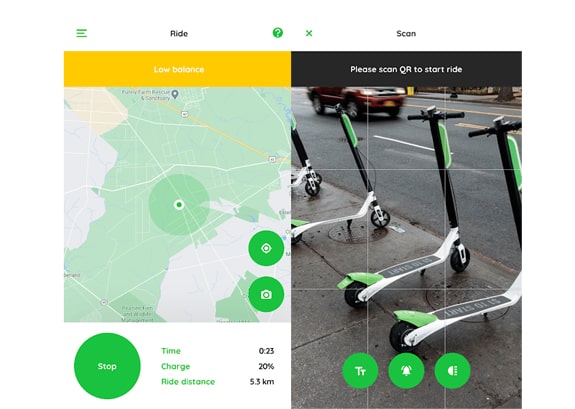 Ride
Low balance
Funny Farm Rescue
& Sanctuary
Stop
Time 0:23
Charge 20%
Ride distance 5.3 km
Scan
Please scan QR to start ride
Tt